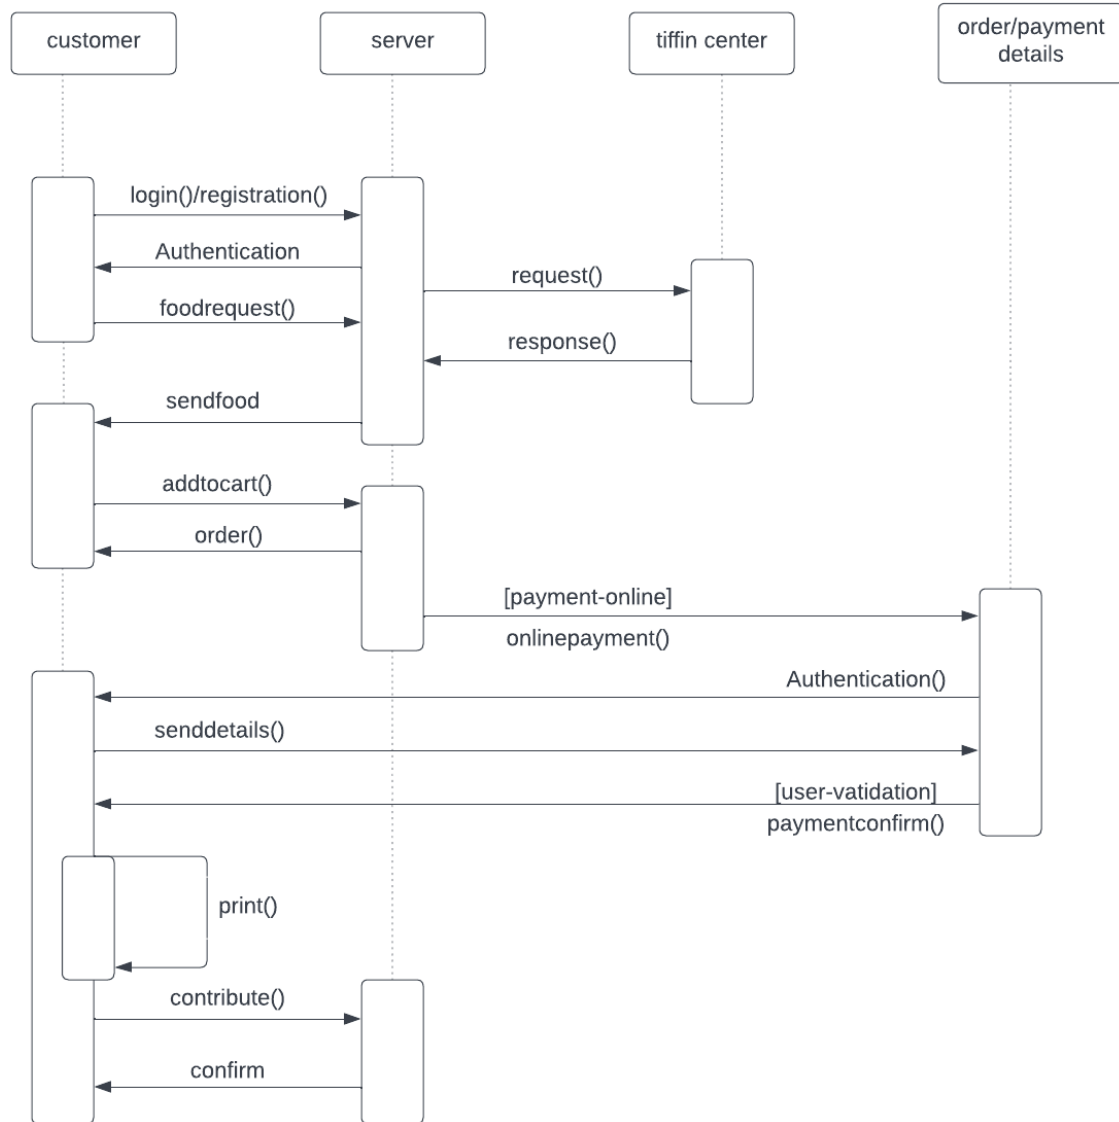 customer
server
tiffin center
order/payment
details
login()/registration()
Authentication
request()
foodrequest()
response()
sendfood
addtocart()
order()
[payment-online]
onlinepayment()
Authentication()
senddetails()
[user-vatidation]
paymentconfirm()
print()
contribute()
confirm